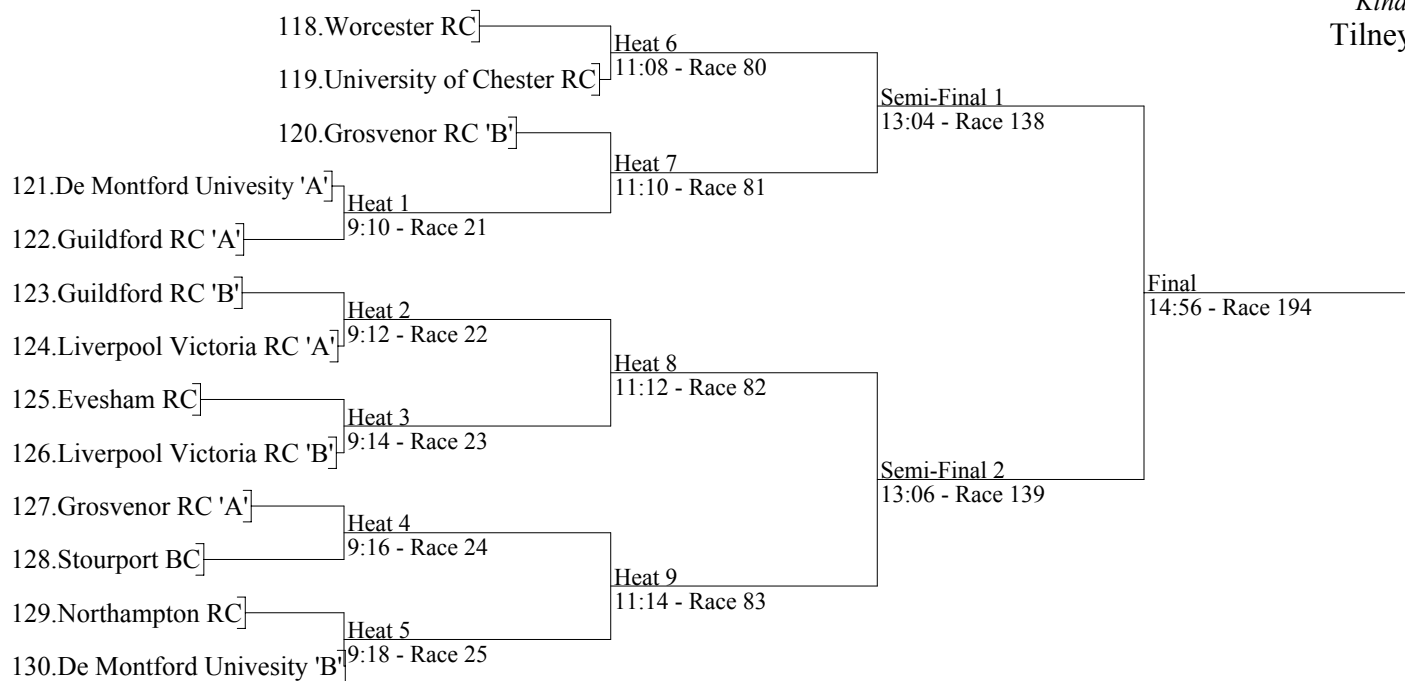 Kind
Tilney
118.Worcester RC
Heat 6
11:08 - Race 80
119.University of Chester RC
Semi-Final 1
13:04 - Race 138
120.Grosvenor RC 'B'
Heat 7
11:10 - Race 81
121.De Montford Univesity 'A'
Heat 1
9:10 - Race 21
122.Guildford RC 'A'
123.Guildford RC 'B'
Final
14:56 - Race 194
Heat 2
9:12 - Race 22
124.Liverpool Victoria RC 'A'
Heat 8
11:12 - Race 82
125.Evesham RC
Heat 3
9:14 - Race 23
126.Liverpool Victoria RC 'B'
Semi-Final 2
13:06 - Race 139
127.Grosvenor RC 'A'
Heat 4
9:16 - Race 24
128.Stourport BC
Heat 9
11:14 - Race 83
129.Northampton RC
Heat 5
9:18 - Race 25
130.De Montford Univesity 'B'